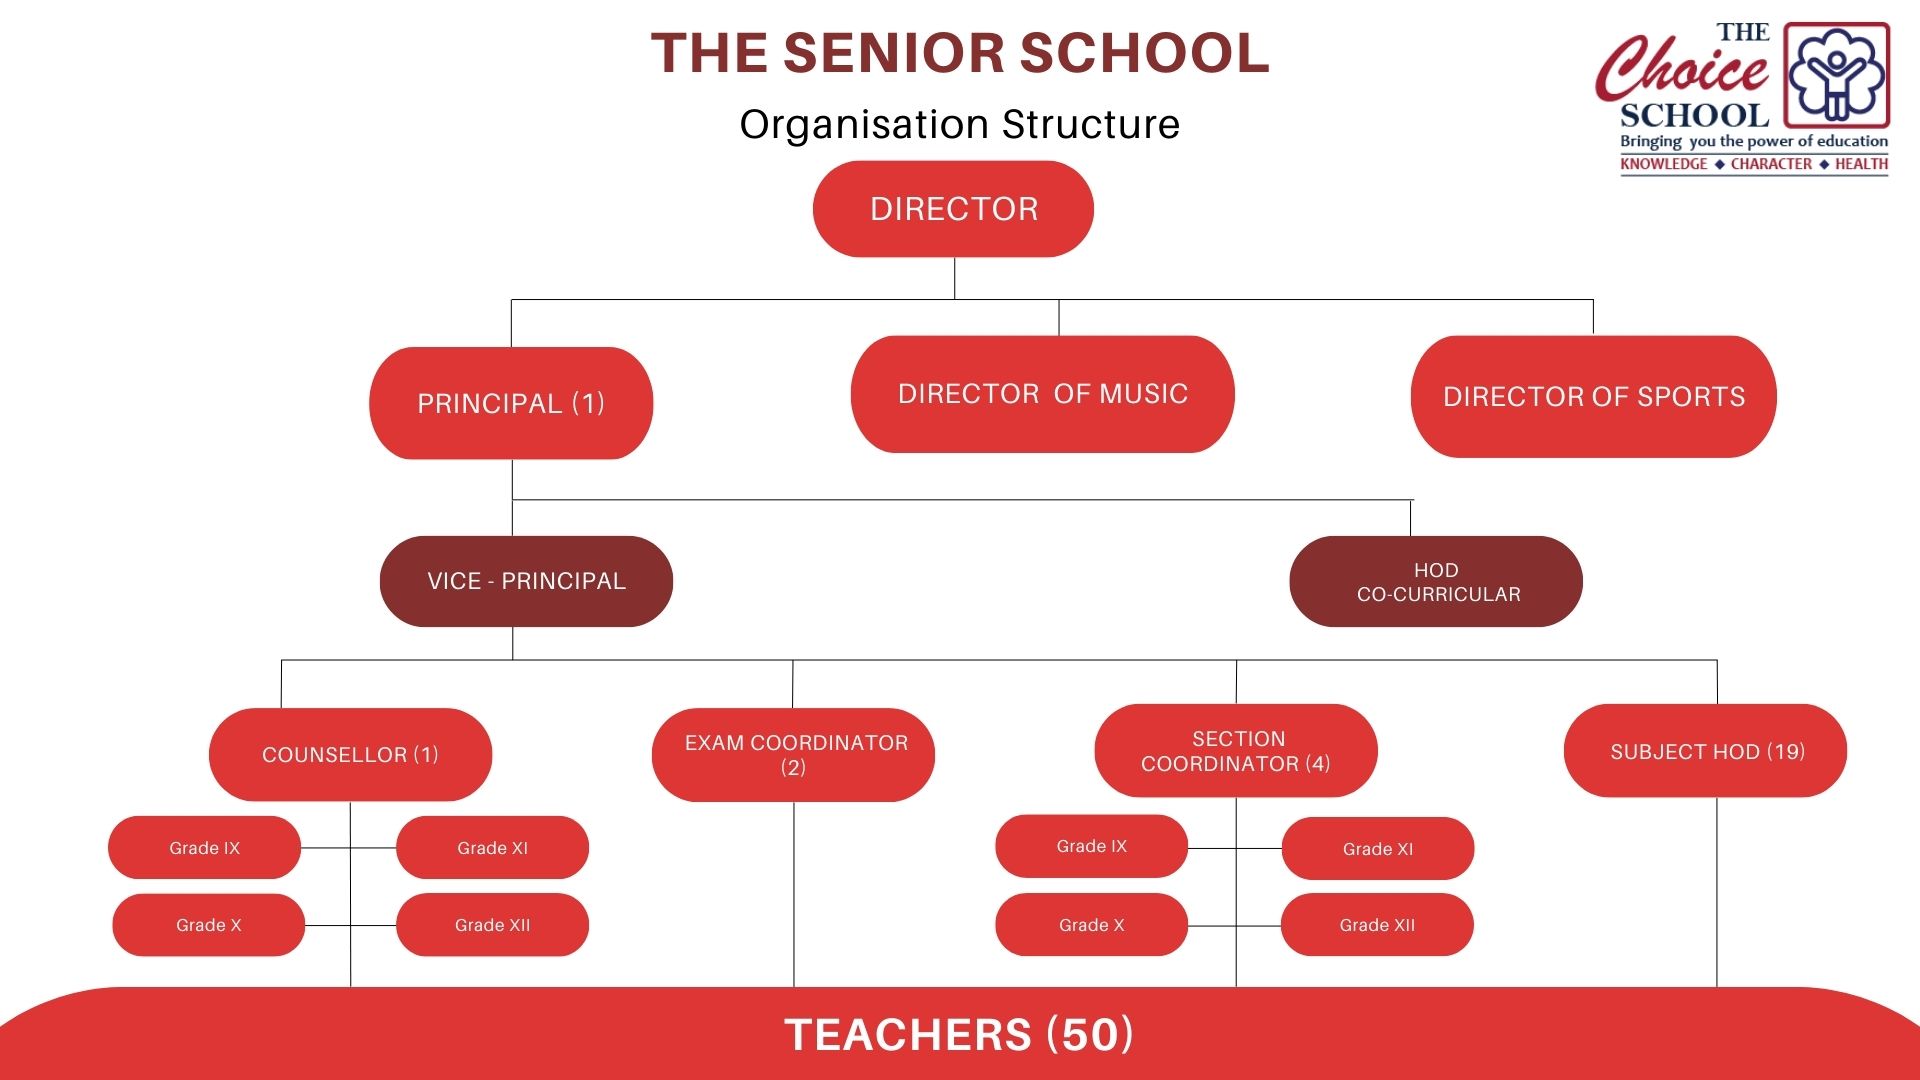 THE SENIOR SCHOOL
Organisation Structure
THE
Choice
SCHOOL
Bringing you the power of education
KNOWLEDGE ◆ CHARACTER ◆ HEALTH
DIRECTOR
PRINCIPAL (1)
DIRECTOR OF MUSIC
DIRECTOR OF SPORTS
VICE - PRINCIPAL
HOD
CO-CURRICULAR
COUNSELLOR (1)
EXAM COORDINATOR
(2)
SECTION
COORDINATOR (4)
SUBJECT HOD (19)
Grade IX
Grade XI
Grade X
Grade XII
Grade IX
Grade XI
Grade X
Grade XII
TEACHERS (50)